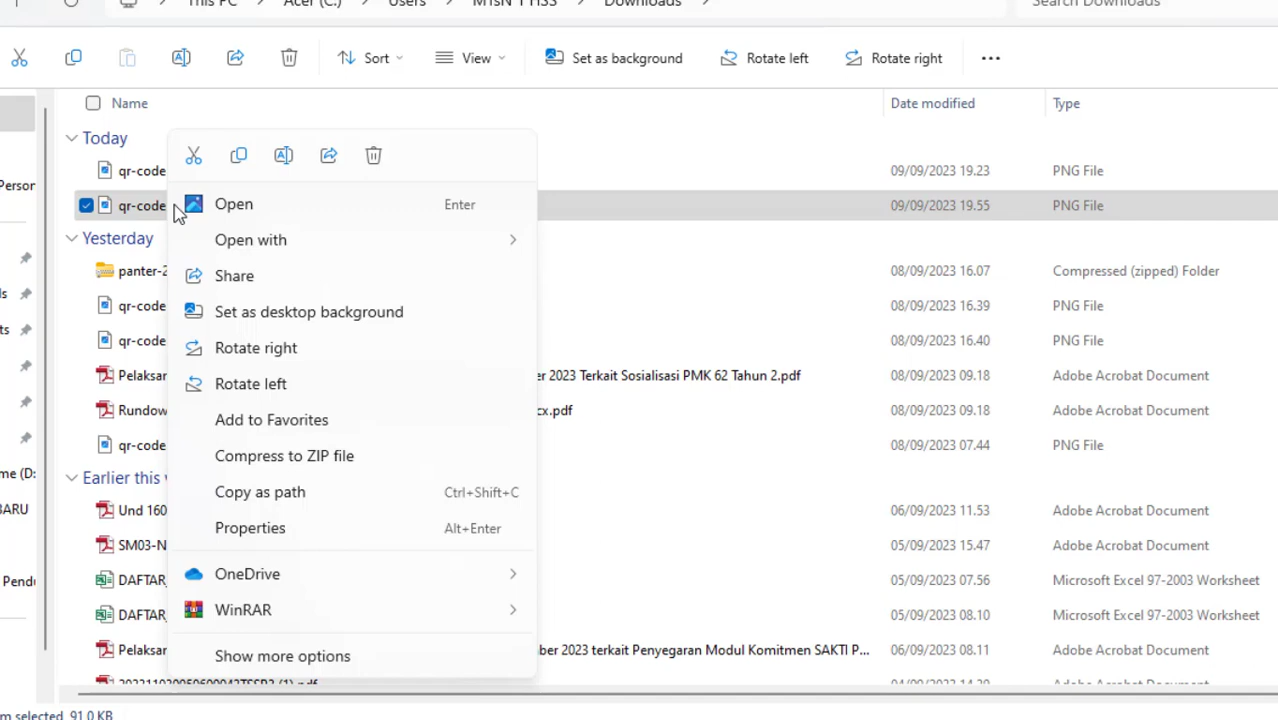 This PC Acer (C:) Users MTsN 1 HSS Downloads Search Downloads
Sort View Set as background Rotate left Rotate right
Name Date modified Type
Today
qr-code 09/09/2023 19.23 PNG File
qr-code 09/09/2023 19.55 PNG File
Open Enter
Person
Yesterday
Open with
panter-2 08/09/2023 16.07 Compressed (zipped) Folder
Share
qr-code 08/09/2023 16.39 PNG File
Set as desktop background
qr-code 08/09/2023 16.40 PNG File
Rotate right
Pelaksan er 2023 Terkait Sosialisasi PMK 62 Tahun 2.pdf 08/09/2023 09.18 Adobe Acrobat Document
Rotate left
Rundow cx.pdf 08/09/2023 09.18 Adobe Acrobat Document
Add to Favorites
qr-code 08/09/2023 07.44 PNG File
Compress to ZIP file
me (D:
Earlier this
Copy as path Ctrl+Shift+C
ARU
Und 160 06/09/2023 11.53 Adobe Acrobat Document
Properties Alt+Enter
SM03-N 05/09/2023 15.47 Adobe Acrobat Document
OneDrive
Pendu
DAFTAR_ 05/09/2023 07.56 Microsoft Excel 97-2003 Worksheet
WinRAR
DAFTAR_ 05/09/2023 08.10 Microsoft Excel 97-2003 Worksheet
Show more options
Pelaksan ber 2023 terkait Penyegaran Modul Komitmen SAKTI P... 06/09/2023 08.11 Adobe Acrobat Document
m selected 91,0 KB